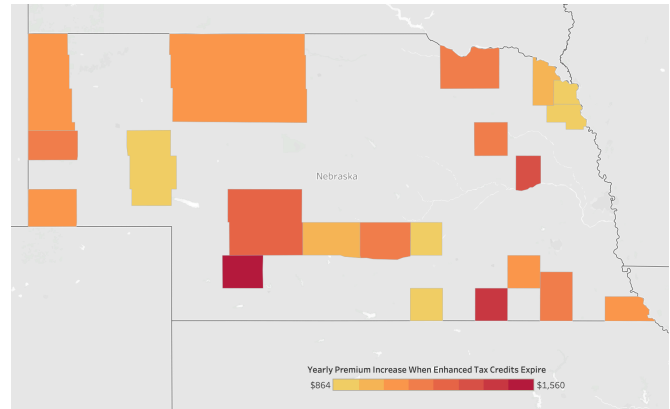 Nebraska
Yearly Premium Increase When Enhanced Tax Credits Expire
$864 $1,560